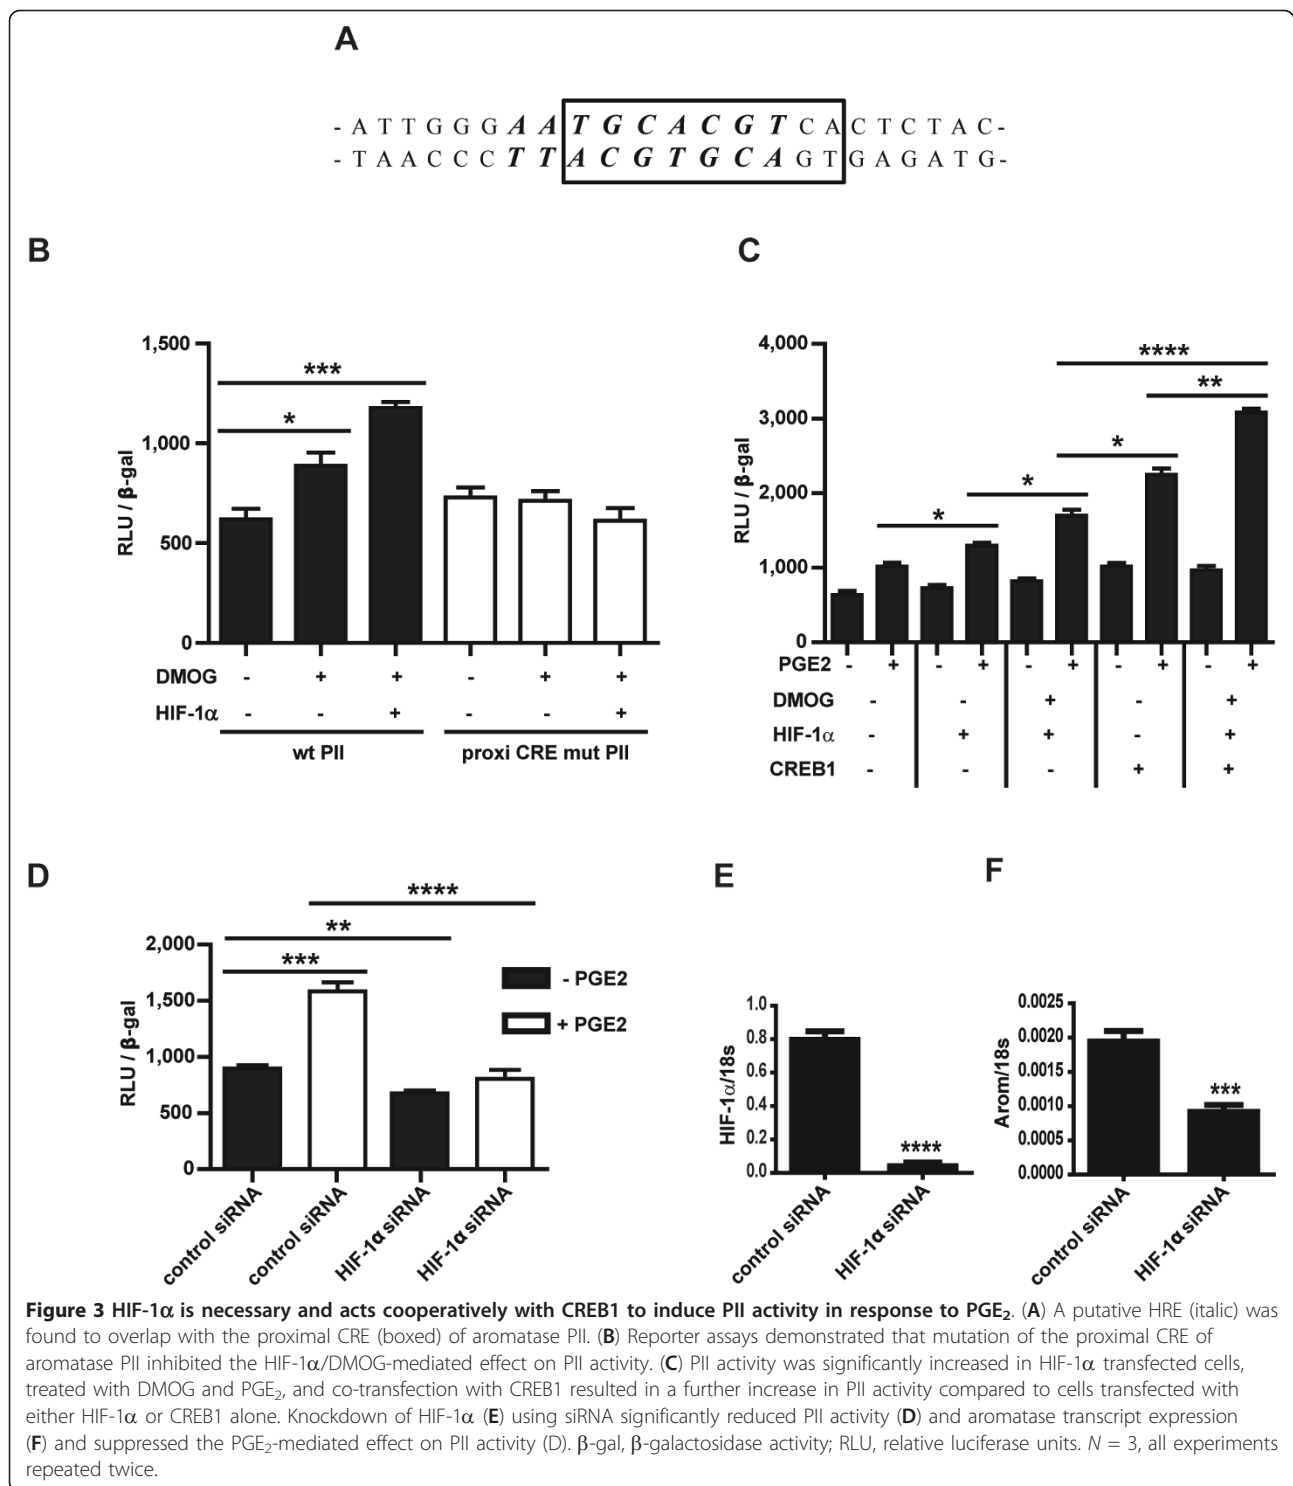 A
- A T T G G G A A T G C A C G T C A C T C T A C -
- T A A C C C T T A C G T G C A G T G A G A T G -
B
1,500
1,000
500
0
RLU / β-gal
***
*
DMOG - + + - + +
HIF-1α - - + - - +
wt PII proxi CRE mut PII
C
4,000
3,000
2,000
1,000
0
RLU / β-gal
****
**
*
*
*
PGE2 - + - + - + - + - +
DMOG - - + - +
HIF-1α - + + - +
CREB1 - - - + +
D
2,000
1,500
1,000
500
0
RLU / β-gal
****
**
***
- PGE2
+ PGE2
control siRNA
control siRNA
HIF-1α siRNA
HIF-1α siRNA
E
1.0
0.8
0.6
0.4
0.2
0.0
HIF-1α/18s
****
control siRNA
HIF-1α siRNA
F
0.0025
0.0020
0.0015
0.0010
0.0005
0.0000
Arom/18s
***
control siRNA
HIF-1α siRNA
Figure 3 HIF-1α is necessary and acts cooperatively with CREB1 to induce PII activity in response to PGE₂. (A) A putative HRE (italic) was
found to overlap with the proximal CRE (boxed) of aromatase PII. (B) Reporter assays demonstrated that mutation of the proximal CRE of
aromatase PII inhibited the HIF-1α/DMOG-mediated effect on PII activity. (C) PII activity was significantly increased in HIF-1α transfected cells,
treated with DMOG and PGE₂, and co-transfection with CREB1 resulted in a further increase in PII activity compared to cells transfected with
either HIF-1α or CREB1 alone. Knockdown of HIF-1α (E) using siRNA significantly reduced PII activity (D) and aromatase transcript expression
(F) and suppressed the PGE₂-mediated effect on PII activity (D). β-gal, β-galactosidase activity; RLU, relative luciferase units. N = 3, all experiments
repeated twice.